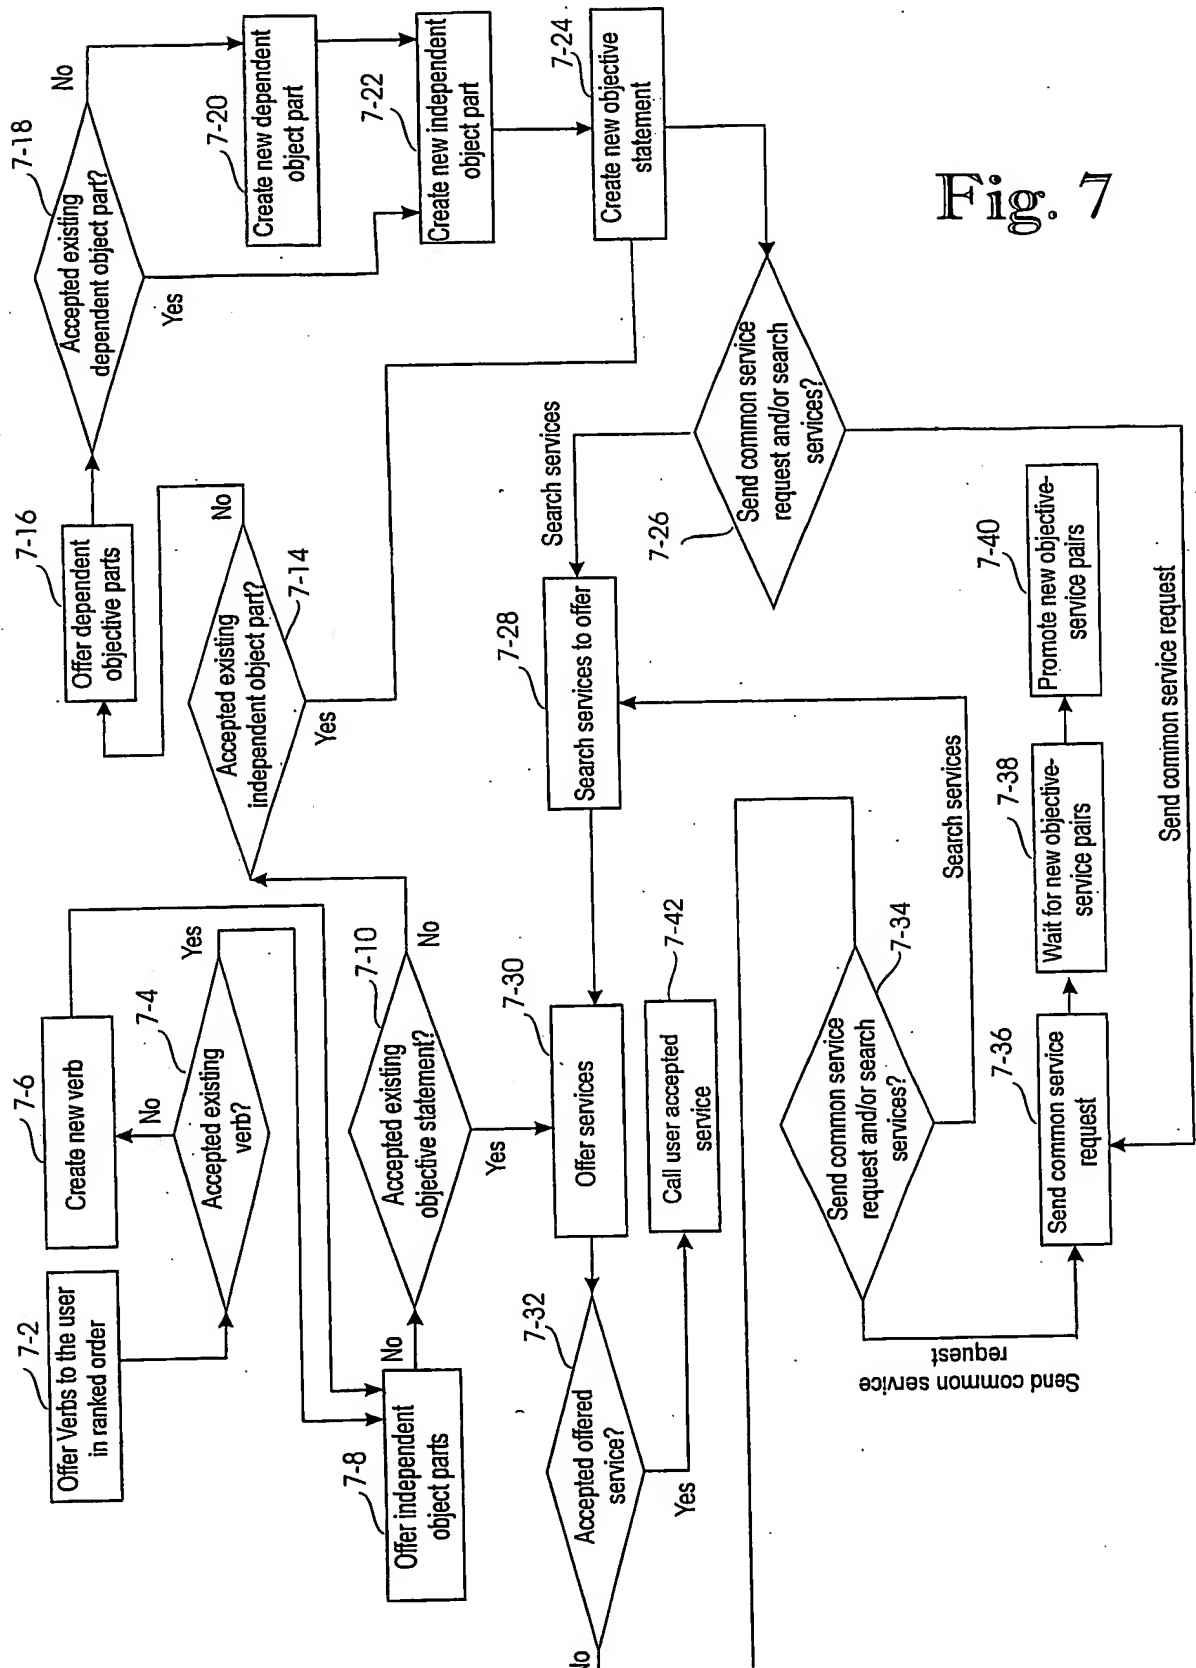 7-2
Offer Verbs to the user
in ranked order
7-6
Create new verb
No
7-4
Accepted existing
verb?
Yes
7-8
Offer independent
object parts
No
7-10
Accepted existing
objective statement?
No
Yes
7-14
Accepted existing
independent object part?
No
Yes
7-16
Offer dependent
objective parts
7-18
Accepted existing
dependent object part?
No
Yes
7-20
Create new dependent
object part
7-22
Create new independent
object part
7-24
Create new objective
statement
7-26
Send common service
request and/or search
services?
Search services
Send common service request
7-28
Search services to offer
7-30
Offer services
7-32
Accepted offered
service?
No
Yes
7-42
Call user accepted
service
7-34
Send common service
request and/or search
services?
Search services
Send common service
request
7-36
Send common service
request
7-38
Wait for new objective-
service pairs
7-40
Promote new objective-
service pairs
Fig. 7